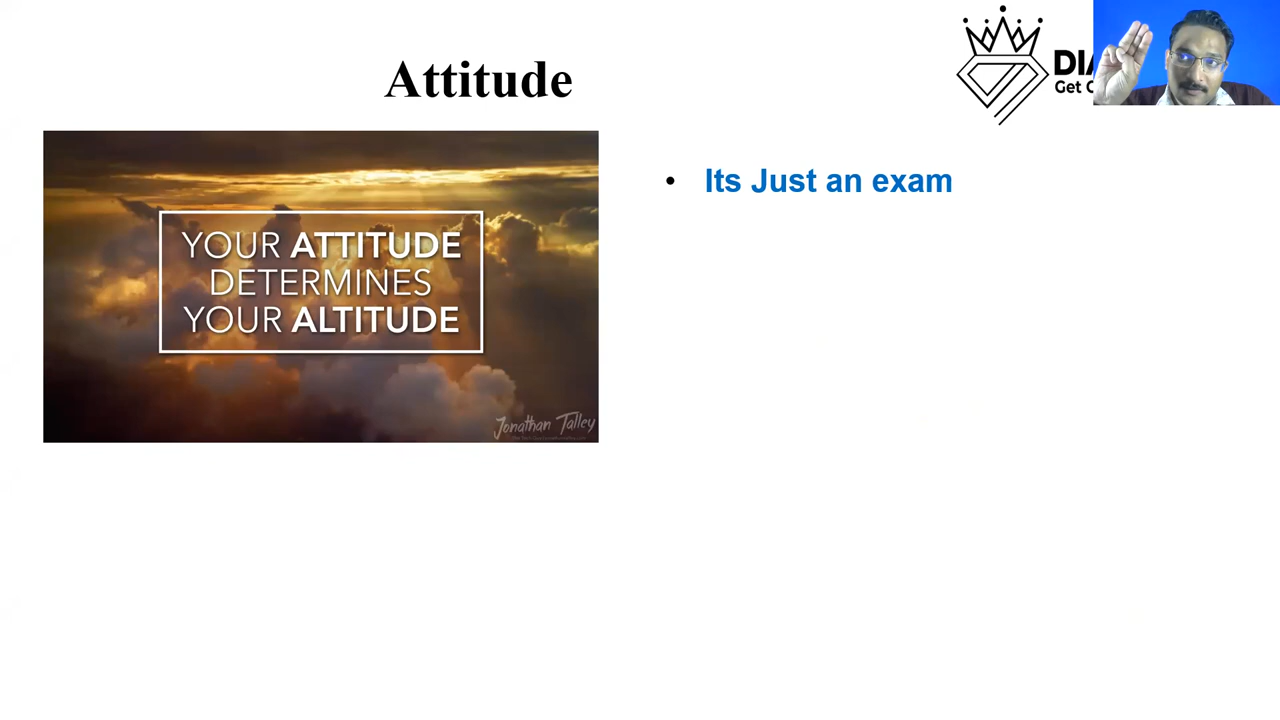 Attitude
YOUR ATTITUDE
DETERMINES
YOUR ALTITUDE
Jonathan Talley
• Its Just an exam
Get